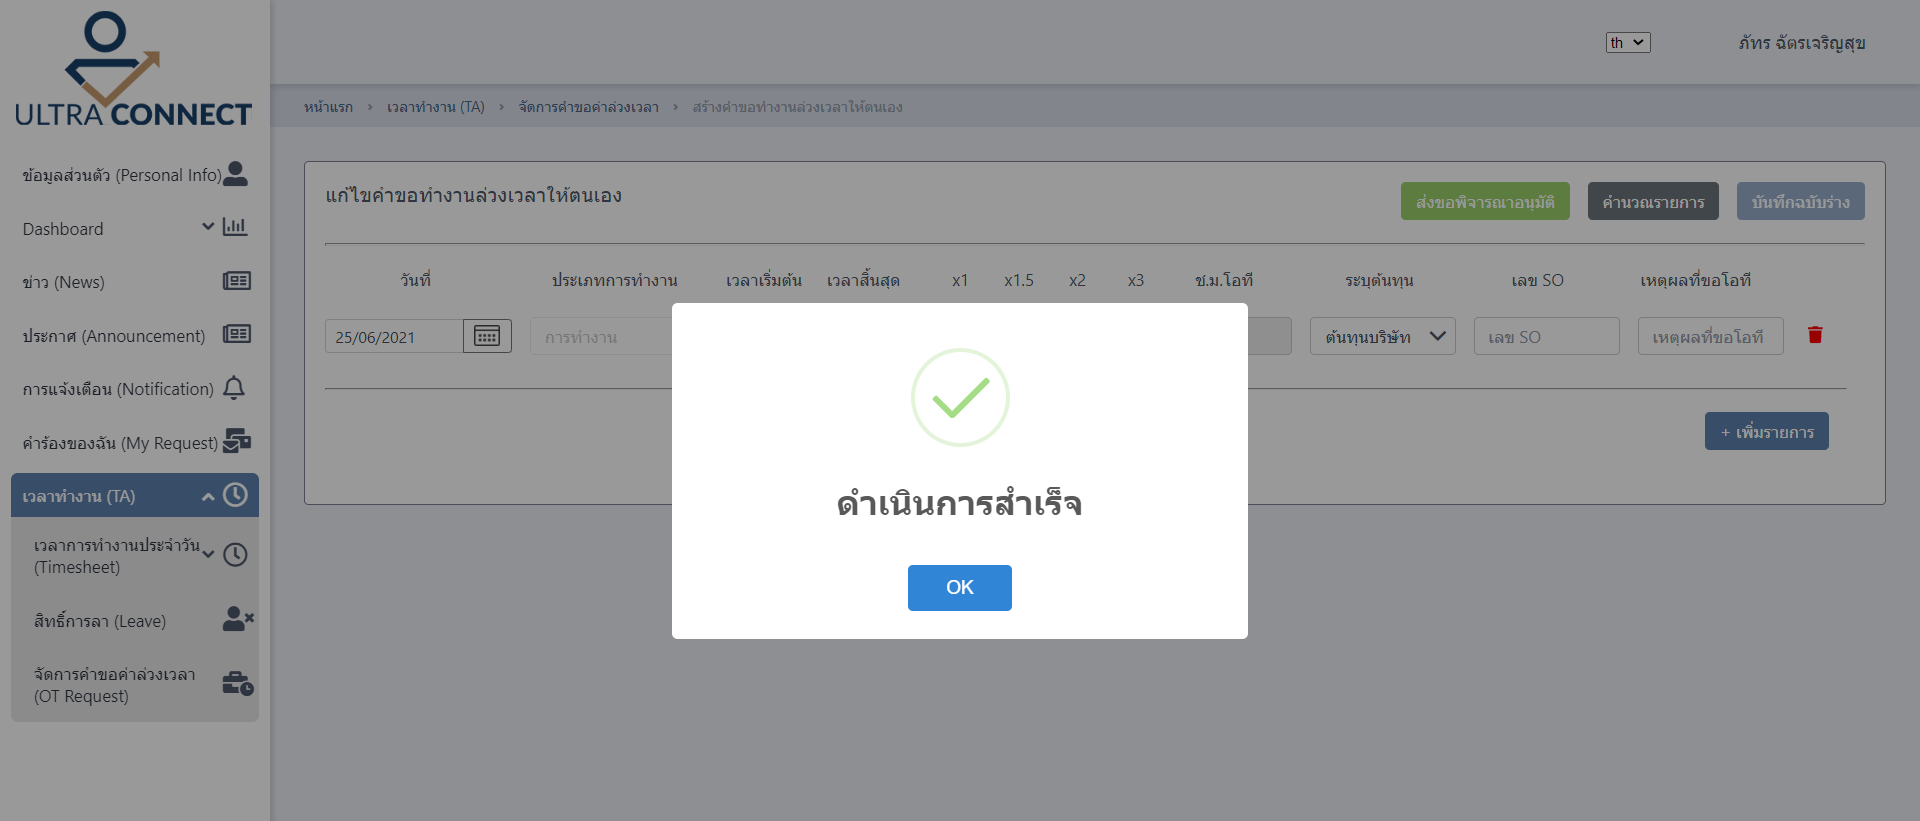 ULTRA CONNECT
th
ภัทร ฉัตรเจริญสุข
หน้าแรก › เวลาทำงาน (TA) › จัดการคำขอค่าล่วงเวลา › สร้างคำขอทำงานล่วงเวลาให้ตนเอง
ข้อมูลส่วนตัว (Personal Info)
Dashboard
ข่าว (News)
ประกาศ (Announcement)
การแจ้งเตือน (Notification)
คำร้องของฉัน (My Request)
เวลาทำงาน (TA)
เวลาการทำงานประจำวัน
(Timesheet)
สิทธิ์การลา (Leave)
จัดการคำขอค่าล่วงเวลา
(OT Request)
แก้ไขคำขอทำงานล่วงเวลาให้ตนเอง
ส่งขอพิจารณาอนุมัติ
คำนวณรายการ
บันทึกฉบับร่าง
วันที่ ประเภทการทำงาน เวลาเริ่มต้น เวลาสิ้นสุด x1 x1.5 x2 x3 ช.ม.โอที ระบุต้นทุน เลข SO เหตุผลที่ขอโอที
25/06/2021 การทำงาน ต้นทุนบริษัท เลข SO เหตุผลที่ขอโอที
+ เพิ่มรายการ
ดำเนินการสำเร็จ
OK